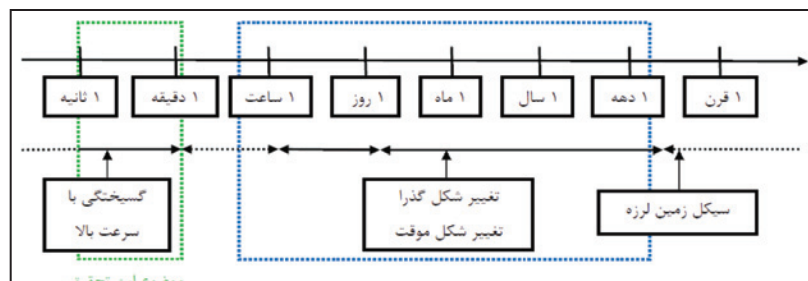 ۱ ثانیه
۱ دقیقه
۱ ساعت
۱ روز
۱ ماه
۱ سال
۱ دهه
۱ قرن
گسیختگی با
سرعت بالا
تغییر شکل گذرا
تغییر شکل موقت
سیکل زمین لرزه